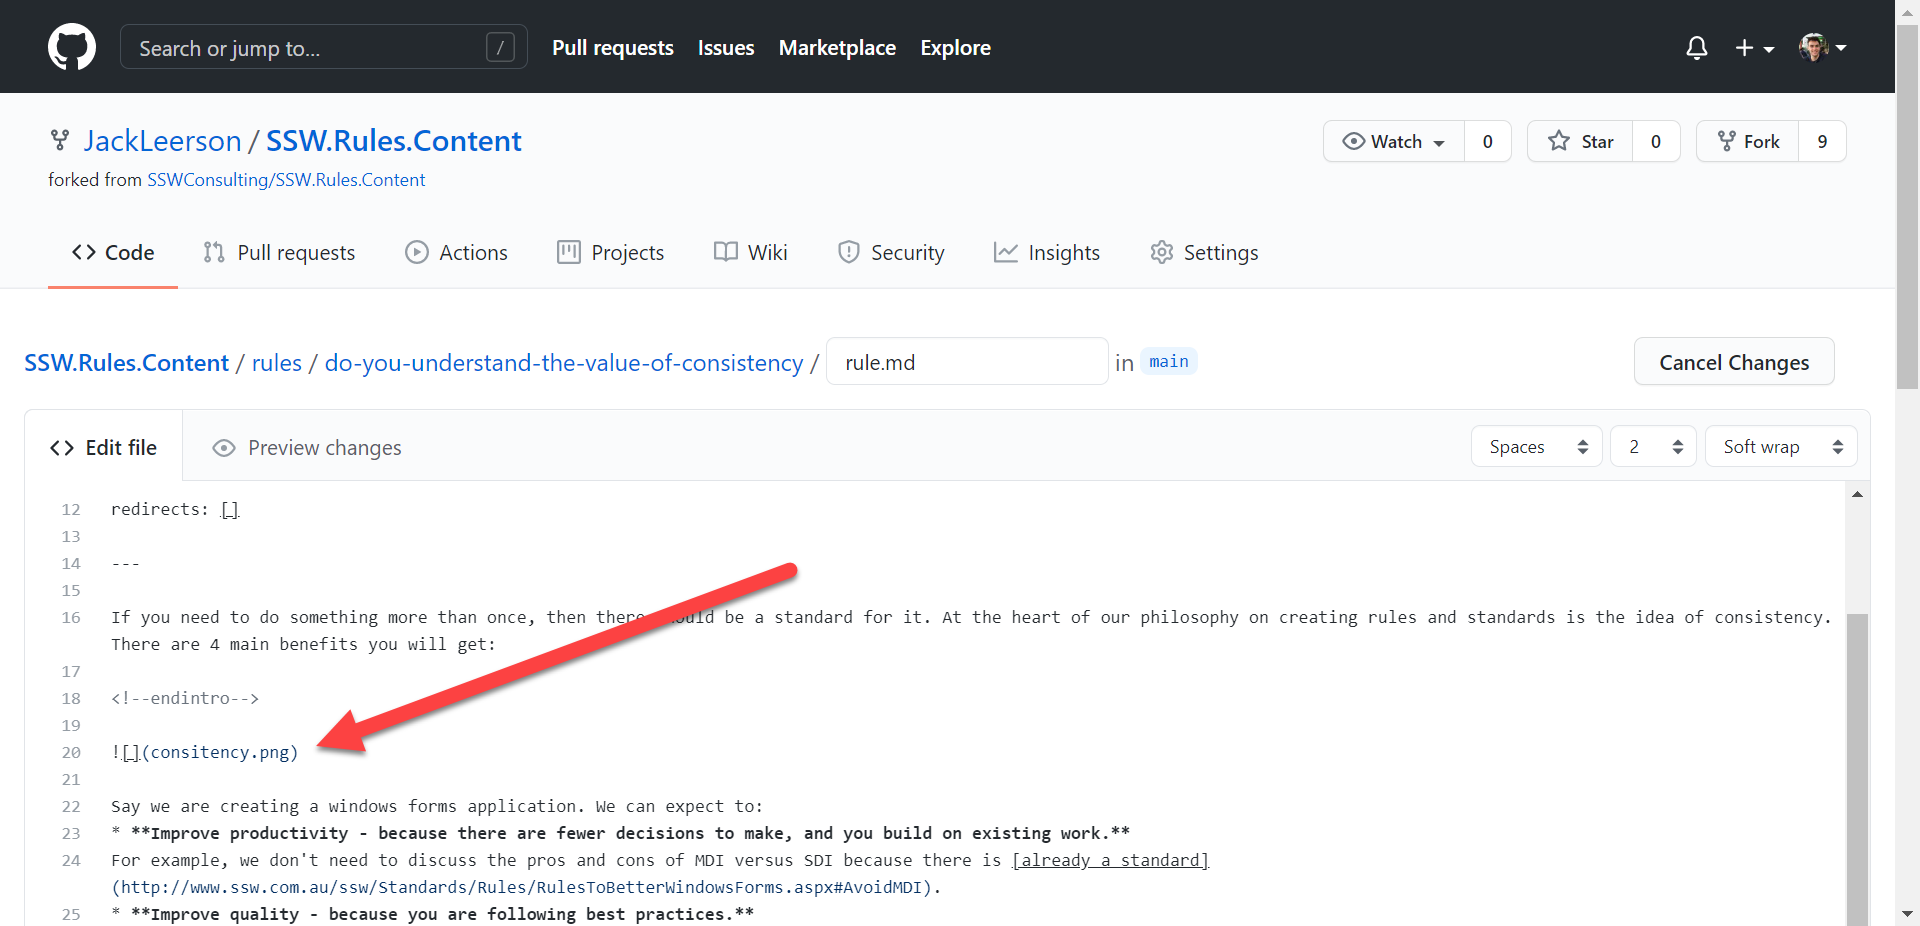 Search or jump to... /
Pull requests Issues Marketplace Explore
JackLeerson / SSW.Rules.Content
Watch 0 Star 0 Fork 9
forked from SSWConsulting/SSW.Rules.Content
Code Pull requests Actions Projects Wiki Security Insights Settings
SSW.Rules.Content / rules / do-you-understand-the-value-of-consistency / rule.md in main Cancel Changes
Edit file Preview changes Spaces 2 Soft wrap
12 redirects: []
13
14 ---
15
16 If you need to do something more than once, then there should be a standard for it. At the heart of our philosophy on creating rules and standards is the idea of consistency.
There are 4 main benefits you will get:
17
18 <!--endintro-->
19
20 ![](consitency.png)
21
22 Say we are creating a windows forms application. We can expect to:
23 * **Improve productivity - because there are fewer decisions to make, and you build on existing work.**
24 For example, we don't need to discuss the pros and cons of MDI versus SDI because there is [already a standard]
(http://www.ssw.com.au/ssw/Standards/Rules/RulesToBetterWindowsForms.aspx#AvoidMDI).
25 * **Improve quality - because you are following best practices.**